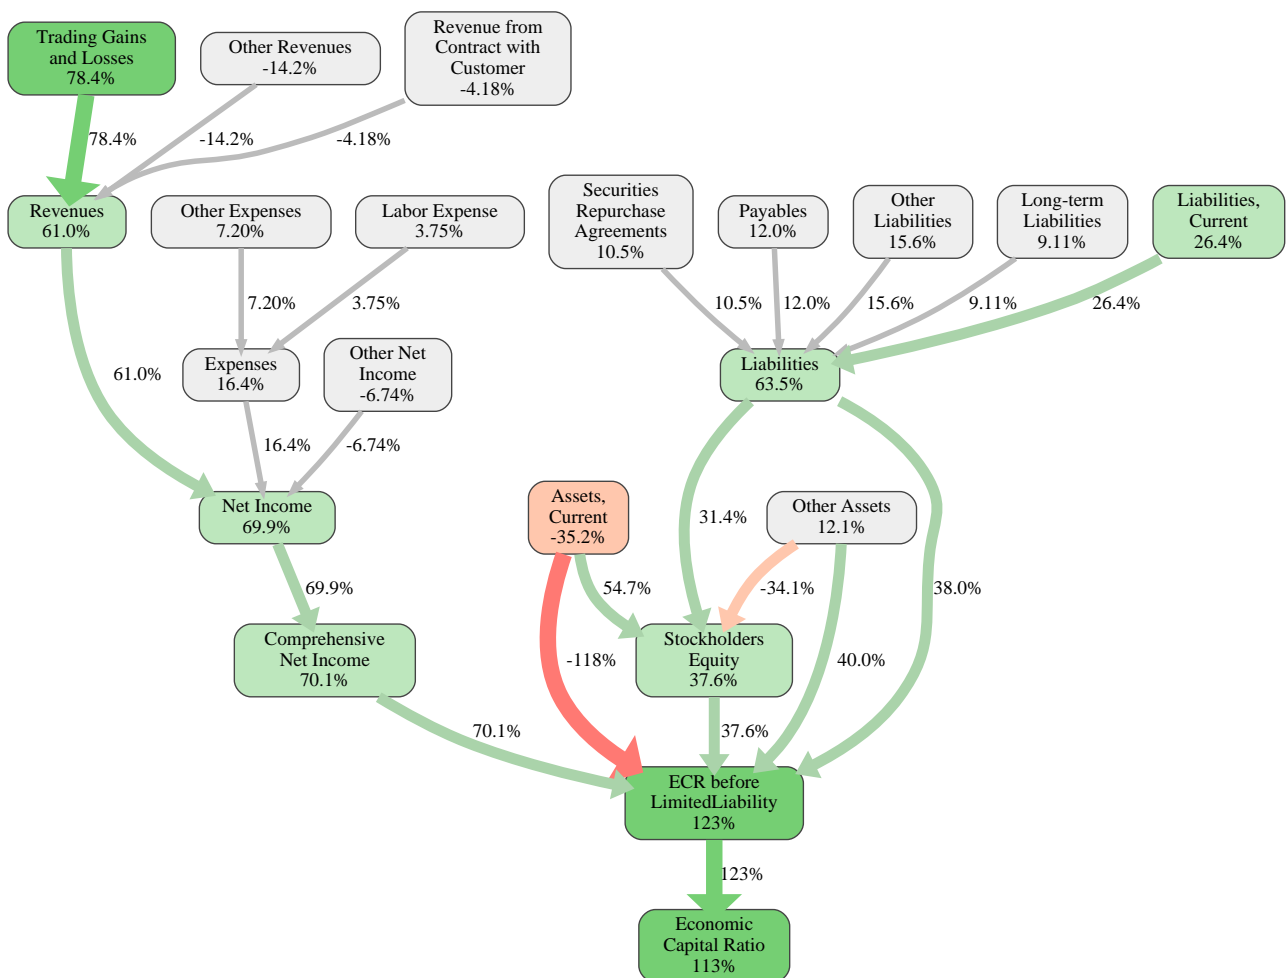 Trading Gains
and Losses
78.4%
Other Revenues
-14.2%
Revenue from
Contract with
Customer
-4.18%
78.4%
-14.2%
-4.18%
Revenues
61.0%
Other Expenses
7.20%
Labor Expense
3.75%
Securities
Repurchase
Agreements
10.5%
Payables
12.0%
Other
Liabilities
15.6%
Long-term
Liabilities
9.11%
Liabilities,
Current
26.4%
7.20%
3.75%
10.5%
12.0%
15.6%
9.11%
26.4%
61.0%
Expenses
16.4%
Other Net
Income
-6.74%
Liabilities
63.5%
16.4%
-6.74%
Net Income
69.9%
Assets,
Current
-35.2%
31.4%
Other Assets
12.1%
69.9%
54.7%
-34.1%
38.0%
Comprehensive
Net Income
70.1%
-118%
Stockholders
Equity
37.6%
40.0%
70.1%
37.6%
ECR before
LimitedLiability
123%
123%
Economic
Capital Ratio
113%